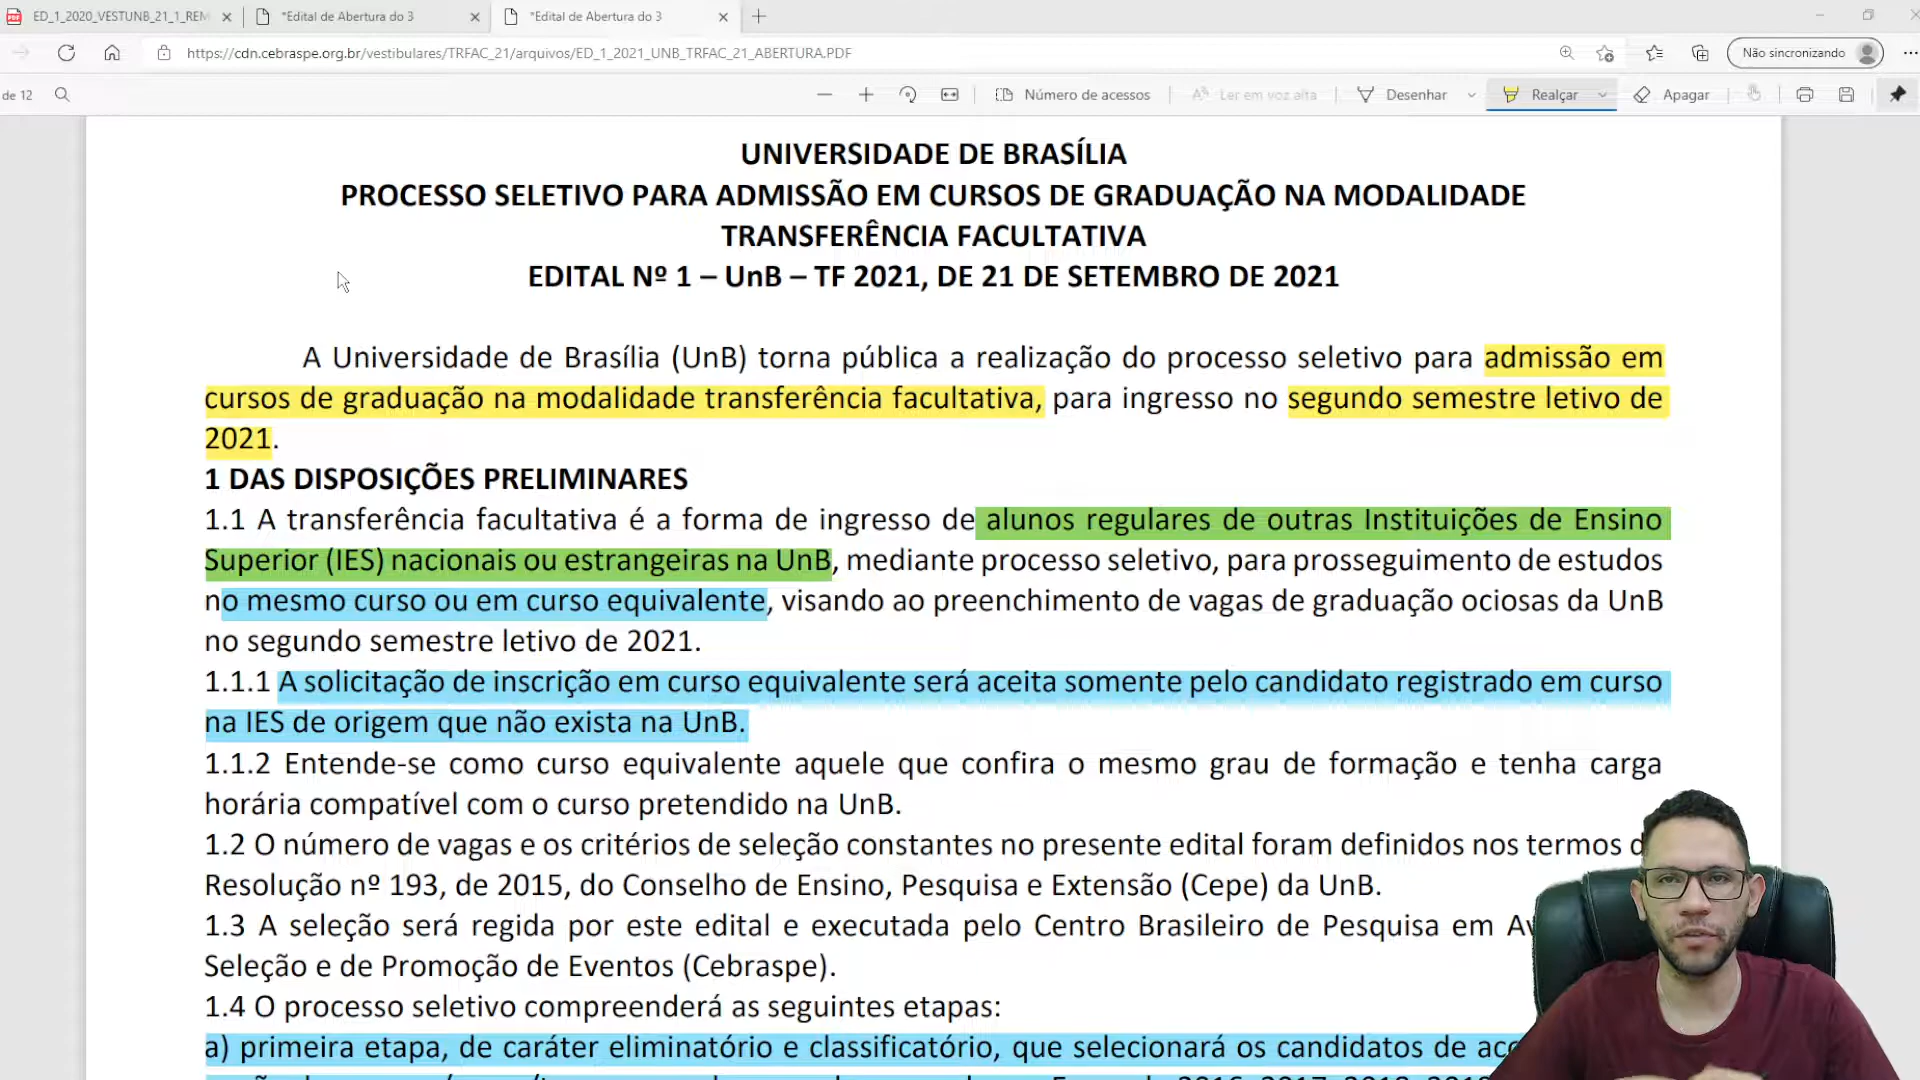 ED_1_2020_VESTUNB_21_1_REM
*Edital de Abertura do 3
*Edital de Abertura do 3
https://cdn.cebraspe.org.br/vestibulares/TRFAC_21/arquivos/ED_1_2021_UNB_TRFAC_21_ABERTURA.PDF
Não sincronizando
de 12
Número de acessos
Ler em voz alta
Desenhar
Realçar
Apagar
UNIVERSIDADE DE BRASÍLIA
PROCESSO SELETIVO PARA ADMISSÃO EM CURSOS DE GRADUAÇÃO NA MODALIDADE
TRANSFERÊNCIA FACULTATIVA
EDITAL Nº 1 – UnB – TF 2021, DE 21 DE SETEMBRO DE 2021
A Universidade de Brasília (UnB) torna pública a realização do processo seletivo para admissão em
cursos de graduação na modalidade transferência facultativa, para ingresso no segundo semestre letivo de
2021.
1 DAS DISPOSIÇÕES PRELIMINARES
1.1 A transferência facultativa é a forma de ingresso de alunos regulares de outras Instituições de Ensino
Superior (IES) nacionais ou estrangeiras na UnB, mediante processo seletivo, para prosseguimento de estudos
no mesmo curso ou em curso equivalente, visando ao preenchimento de vagas de graduação ociosas da UnB
no segundo semestre letivo de 2021.
1.1.1 A solicitação de inscrição em curso equivalente será aceita somente pelo candidato registrado em curso
na IES de origem que não exista na UnB.
1.1.2 Entende-se como curso equivalente aquele que confira o mesmo grau de formação e tenha carga
horária compatível com o curso pretendido na UnB.
1.2 O número de vagas e os critérios de seleção constantes no presente edital foram definidos nos termos
Resolução nº 193, de 2015, do Conselho de Ensino, Pesquisa e Extensão (Cepe) da UnB.
1.3 A seleção será regida por este edital e executada pelo Centro Brasileiro de Pesquisa em
Seleção e de Promoção de Eventos (Cebraspe).
1.4 O processo seletivo compreenderá as seguintes etapas:
a) primeira etapa, de caráter eliminatório e classificatório, que selecionará os candidatos de